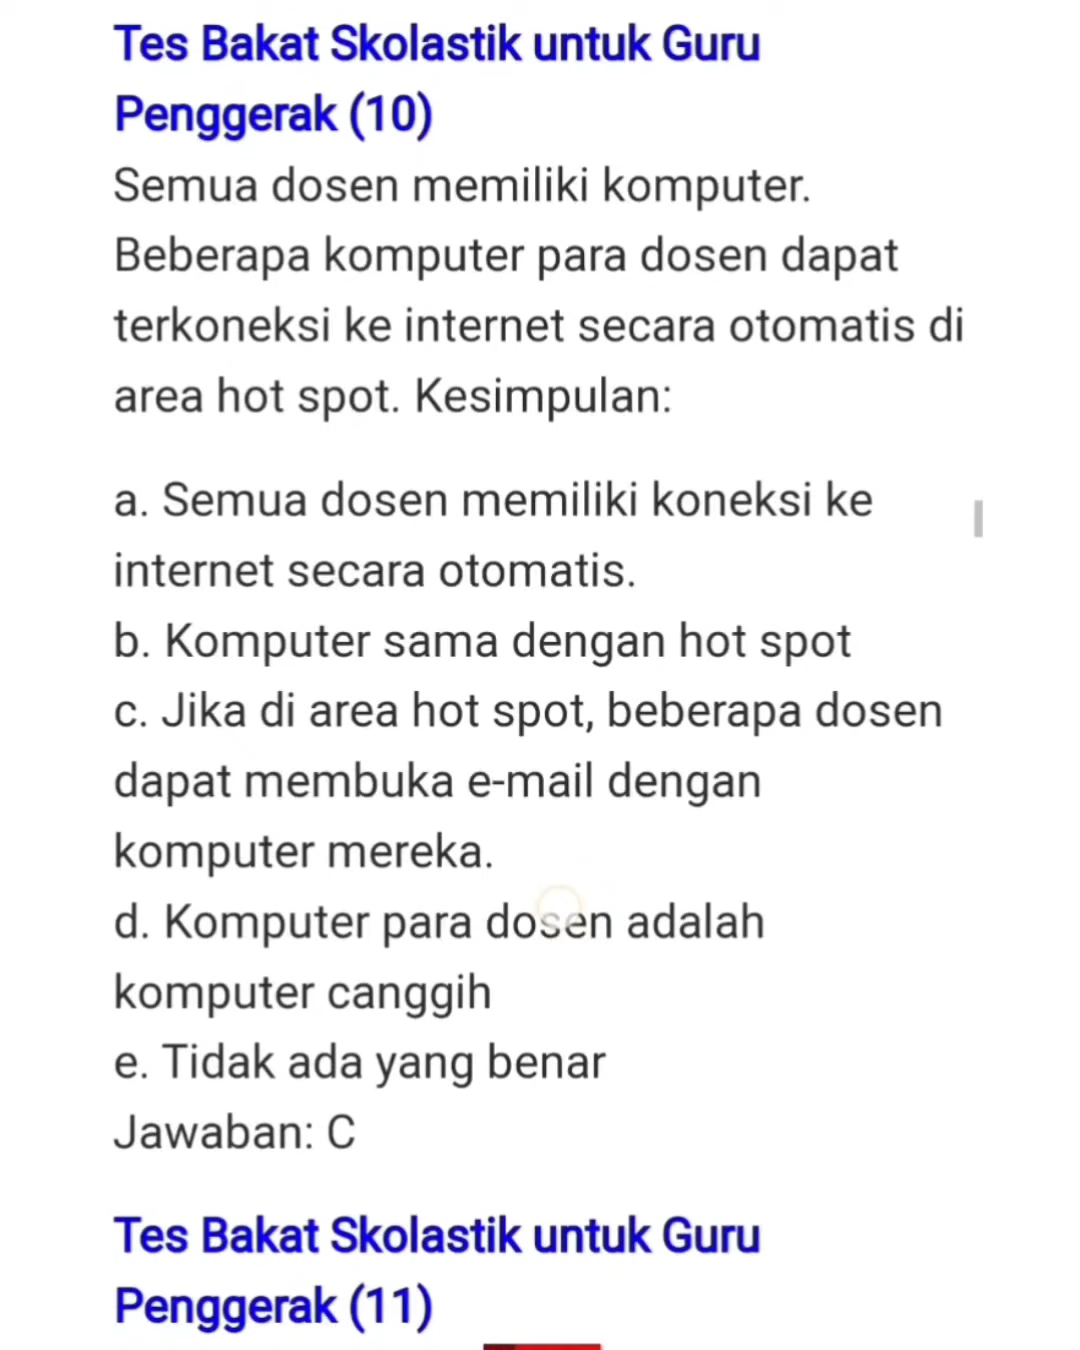 Tes Bakat Skolastik untuk Guru
Penggerak (10)
Semua dosen memiliki komputer.
Beberapa komputer para dosen dapat
terkoneksi ke internet secara otomatis di
area hot spot. Kesimpulan:
a. Semua dosen memiliki koneksi ke
internet secara otomatis.
b. Komputer sama dengan hot spot
c. Jika di area hot spot, beberapa dosen
dapat membuka e-mail dengan
komputer mereka.
d. Komputer para dosen adalah
komputer canggih
e. Tidak ada yang benar
Jawaban: C
Tes Bakat Skolastik untuk Guru
Penggerak (11)